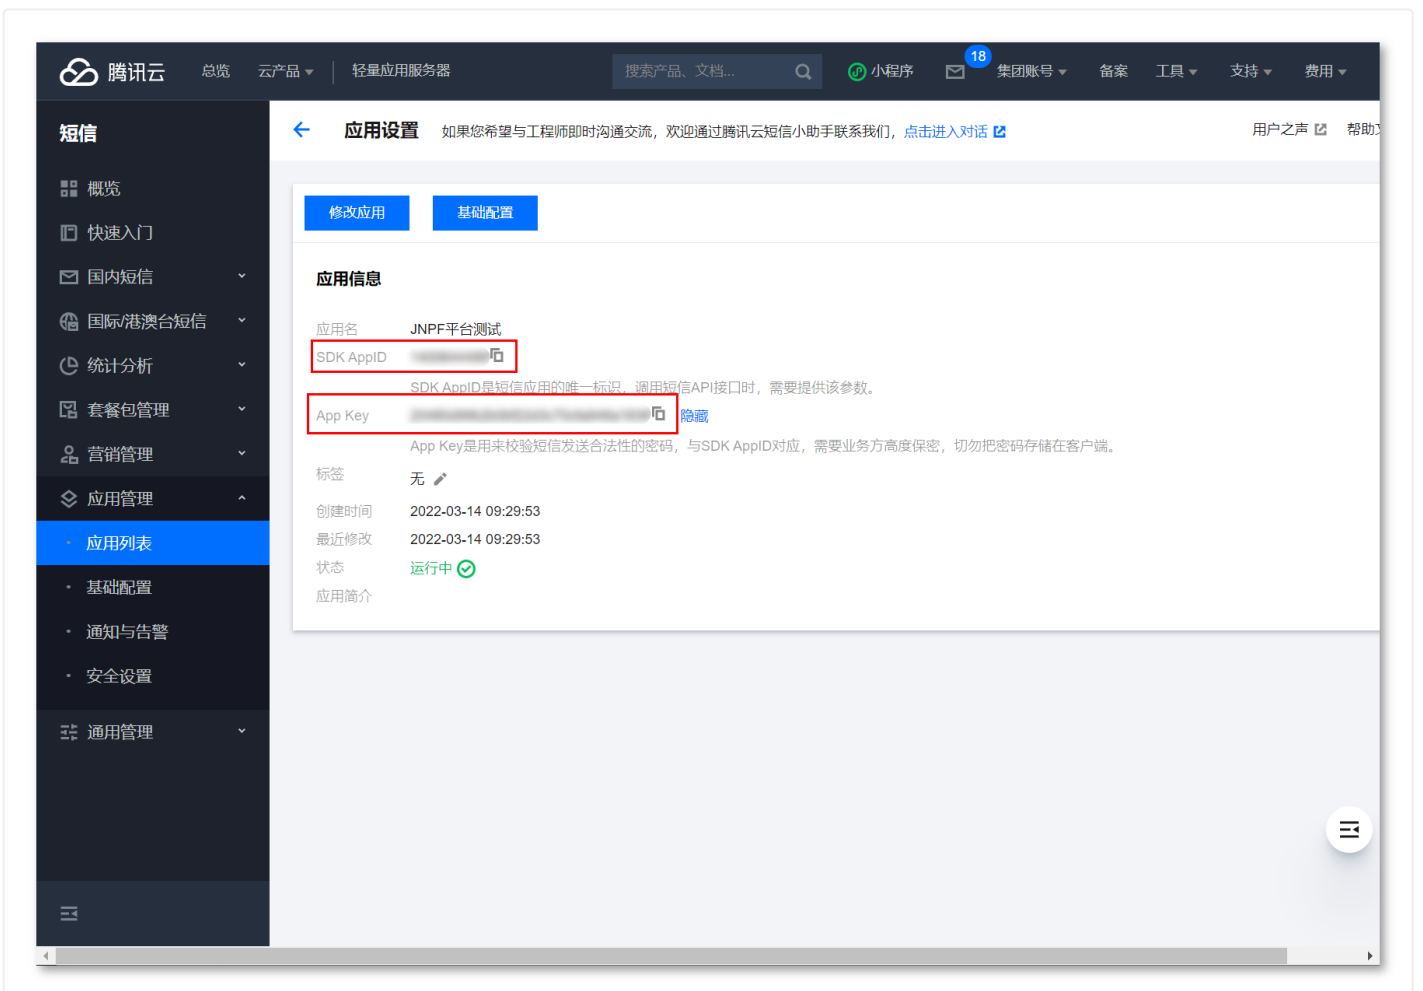 腾讯云 总览 云产品 轻量应用服务器 搜索产品、文档... 小程序 18 集团账号 备案 工具 支持 费用
短信
概览
快速入门
国内短信
国际/港澳台短信
统计分析
套餐包管理
营销管理
应用管理
应用列表
基础配置
通知与告警
安全设置
通用管理
应用设置 如果您希望与工程师即时沟通交流，欢迎通过腾讯云短信小助手联系我们，点击进入对话 用户之声 帮助
修改应用 基础配置
应用信息
应用名 JNPF平台测试
SDK AppID
SDK AppID是短信应用的唯一标识，调用短信API接口时，需要提供该参数。
App Key 隐藏
App Key是用来校验短信发送合法性的密码，与SDK AppID对应，需要业务方高度保密，切勿把密码存储在客户端。
标签 无
创建时间 2022-03-14 09:29:53
最近修改 2022-03-14 09:29:53
状态 运行中
应用简介